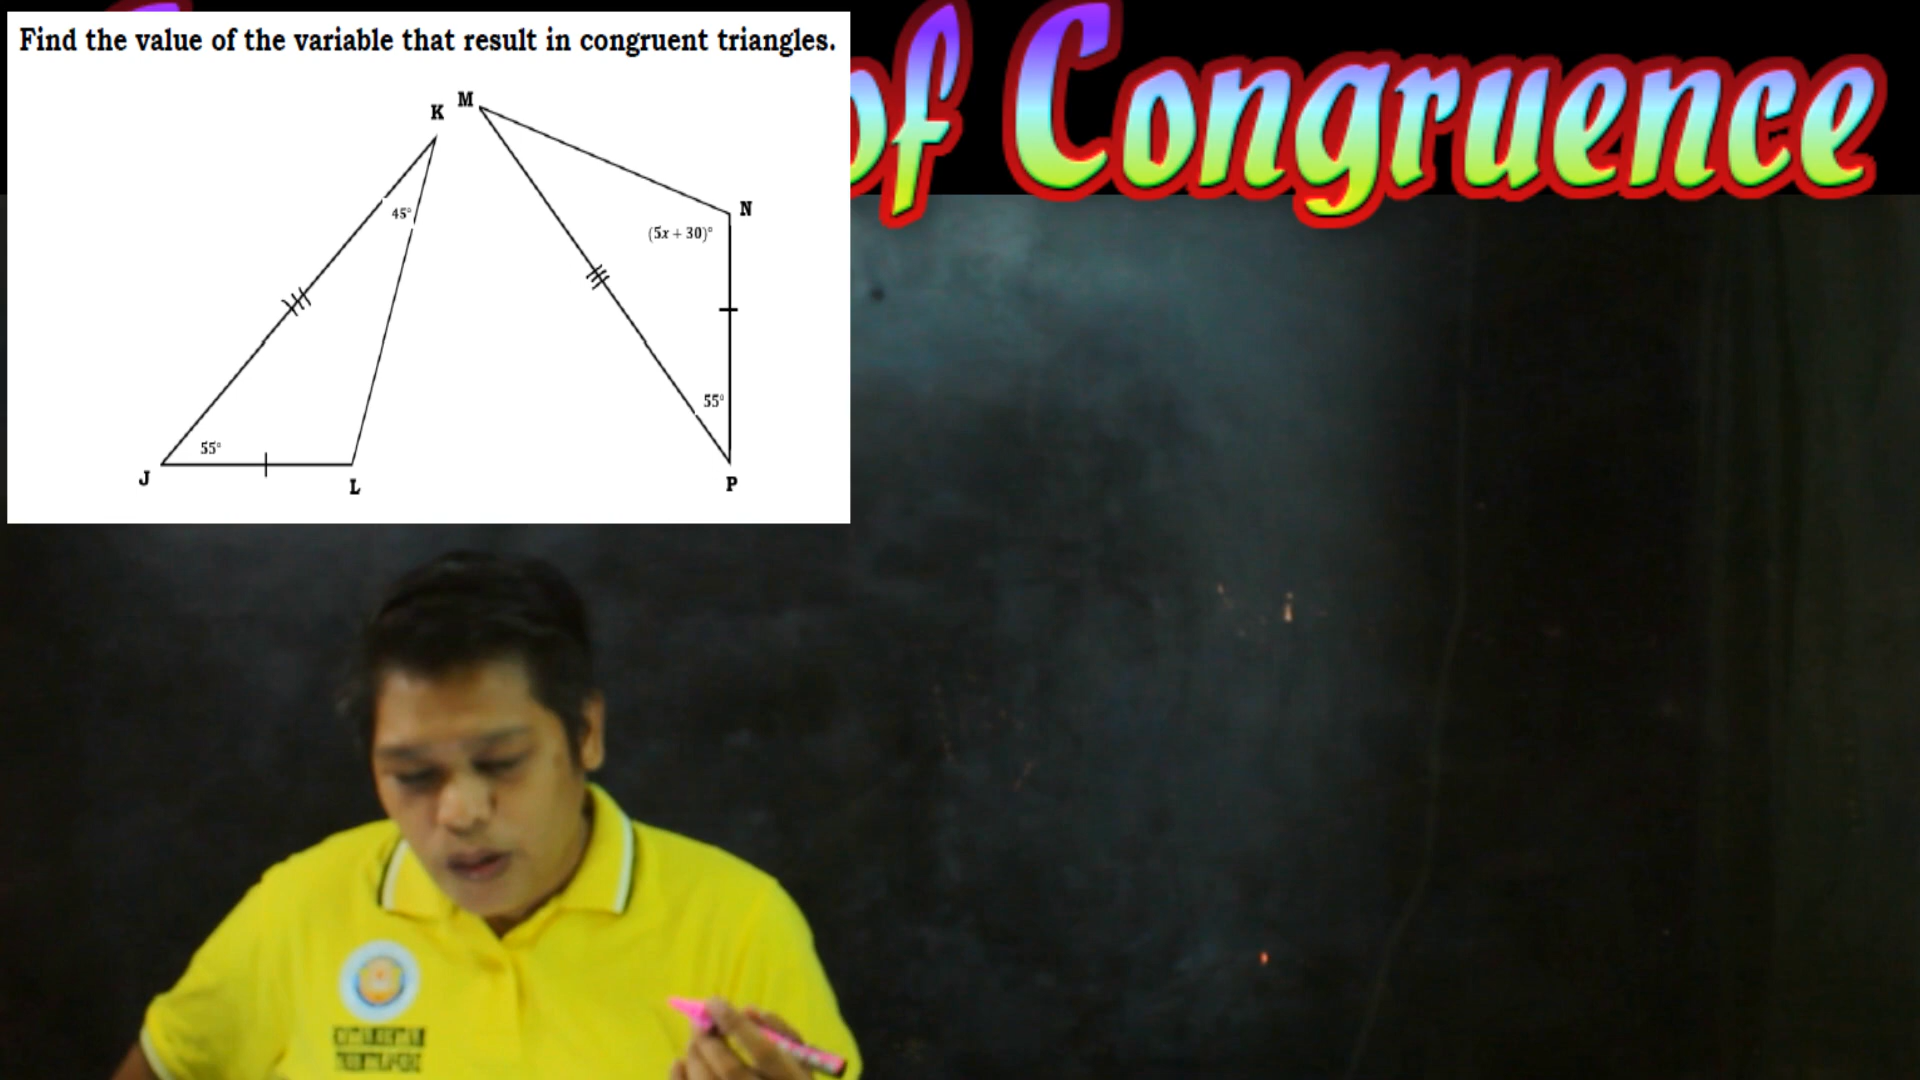 Find the value of the variable that result in congruent triangles.
of Congruence
K
M
N
45°
(5x + 30)°
55°
55°
J
L
P